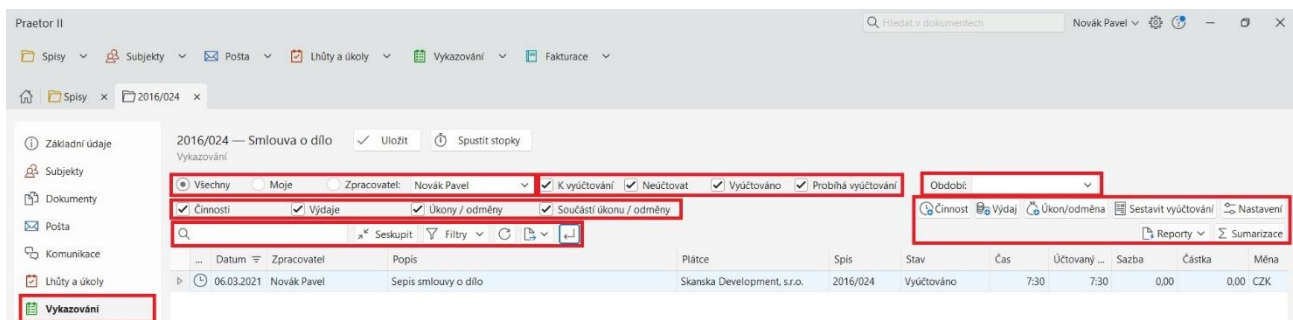 Praetor II
Hledat v dokumentech
Novák Pavel
Spisy
Subjekty
Pošta
Lhůty a úkoly
Vykazování
Fakturace
Spisy
2016/024
Základní údaje
Subjekty
Dokumenty
Pošta
Komunikace
Lhůty a úkoly
Vykazování
2016/024 — Smlouva o dílo
Uložit
Spustit stopky
Vykazování
Všechny
Moje
Zpracovatel:
Novák Pavel
K vyúčtování
Neúčtovat
Vyúčtováno
Probíhá vyúčtování
Období:
Činnosti
Výdaje
Úkony / odměny
Součástí úkonu / odměny
Činnost
Výdaj
Úkon/odměna
Sestavit vyúčtování
Nastavení
Seskupit
Filtry
Reporty
Sumarizace
... Datum Zpracovatel Popis Plátce Spis Stav Čas Účtovaný ... Sazba Částka Měna
06.03.2021 Novák Pavel Sepis smlouvy o dílo Skanska Development, s.r.o. 2016/024 Vyúčtováno 7:30 7:30 0,00 0,00 CZK